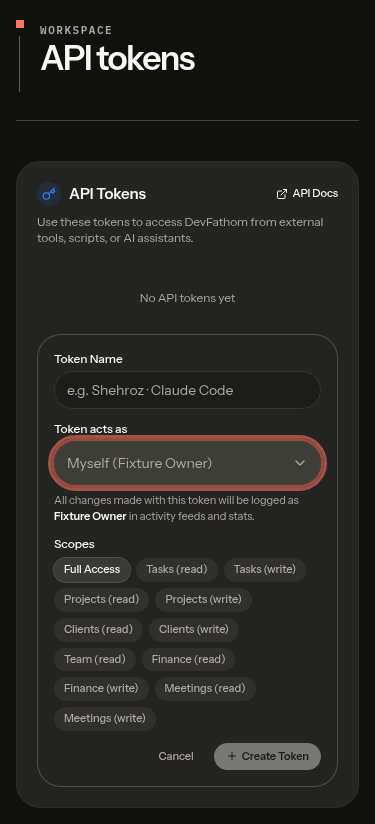 WORKSPACE
API tokens
API Tokens
API Docs
Use these tokens to access DevFathom from external
tools, scripts, or AI assistants.
No API tokens yet
Token Name
e.g. Shehroz · Claude Code
Token acts as
Myself (Fixture Owner)
All changes made with this token will be logged as
Fixture Owner in activity feeds and stats.
Scopes
Full Access Tasks (read) Tasks (write)
Projects (read) Projects (write)
Clients (read) Clients (write)
Team (read) Finance (read)
Finance (write) Meetings (read)
Meetings (write)
Cancel + Create Token